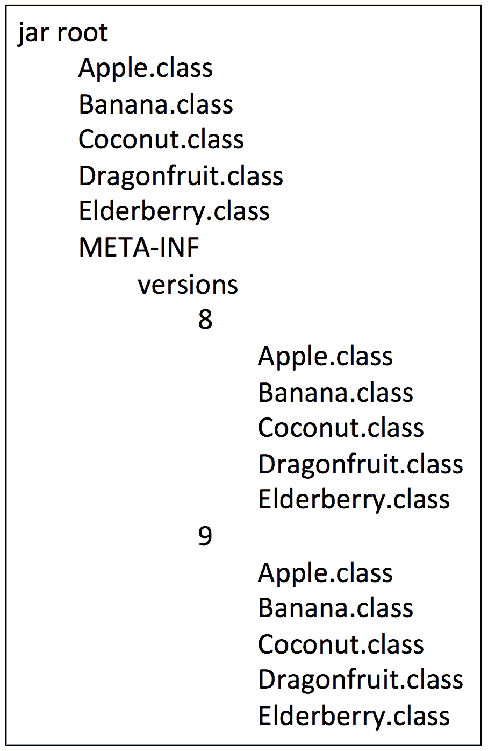 jar root
Apple.class
Banana.class
Coconut.class
Dragonfruit.class
Elderberry.class
META-INF
versions
8
Apple.class
Banana.class
Coconut.class
Dragonfruit.class
Elderberry.class
9
Apple.class
Banana.class
Coconut.class
Dragonfruit.class
Elderberry.class